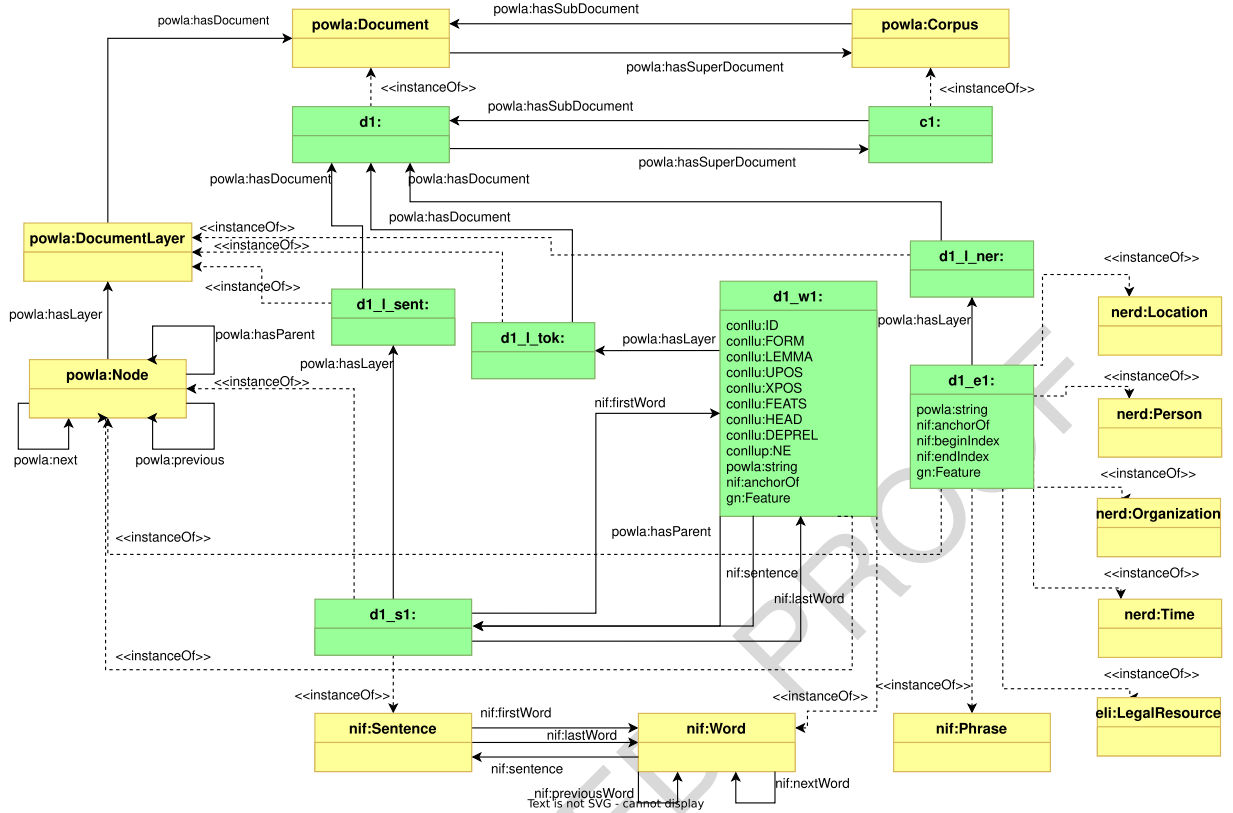 powla:hasSubDocument
powla:hasDocument
powla:Document
powla:Corpus
powla:hasSuperDocument
<<instanceOf>>
<<instanceOf>>
powla:hasSubDocument
d1:
c1:
powla:hasSuperDocument
powla:hasDocument
powla:hasDocument
powla:hasDocument
<<instanceOf>>
powla:DocumentLayer
<<instanceOf>>
d1_l_ner:
<<instanceOf>>
<<instanceOf>>
d1_l_sent:
d1_w1:
nerd:Location
powla:hasLayer
powla:hasLayer
conllu:ID
powla:hasParent
d1_l_tok:
powla:hasLayer
conllu:FORM
conllu:LEMMA
powla:hasLayer
powla:Node
<<instanceOf>>
conllu:UPOS
d1_e1:
<<instanceOf>>
conllu:XPOS
nif:firstWord
conllu:FEATS
powla:string
nerd:Person
conllu:HEAD
nif:anchorOf
conllu:DEPREL
nif:beginIndex
conllup:NE
nif:endIndex
powla:next
powla:previous
powla:string
gn:Feature
<<instanceOf>>
nif:anchorOf
gn:Feature
nerd:Organization
powla:hasParent
<<instanceOf>>
nif:sentence
<<instanceOf>>
nif:lastWord
d1_s1:
nerd:Time
<<instanceOf>>
<<instanceOf>>
<<instanceOf>>
<<instanceOf>>
<<instanceOf>>
nif:firstWord
eli:LegalResource
nif:Sentence
nif:Word
nif:Phrase
nif:lastWord
nif:sentence
nif:nextWord
nif:previousWord
Text is not SVG - cannot display
PROOF